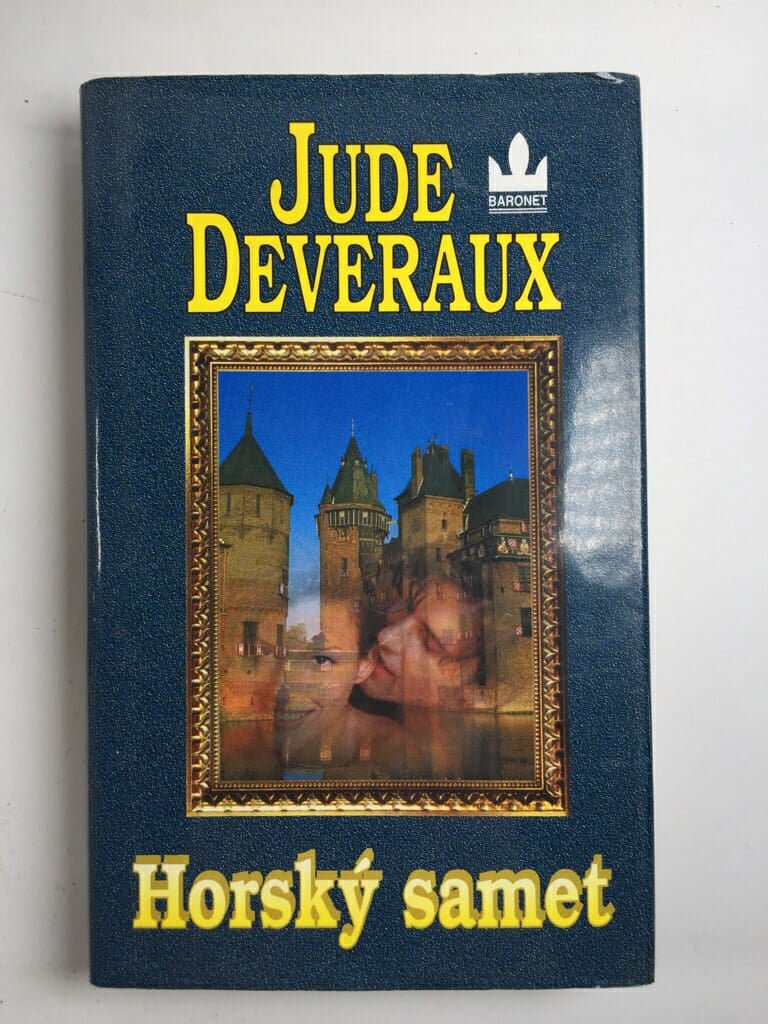 JUDE
BARONET
DEVERAUX
Horský samet